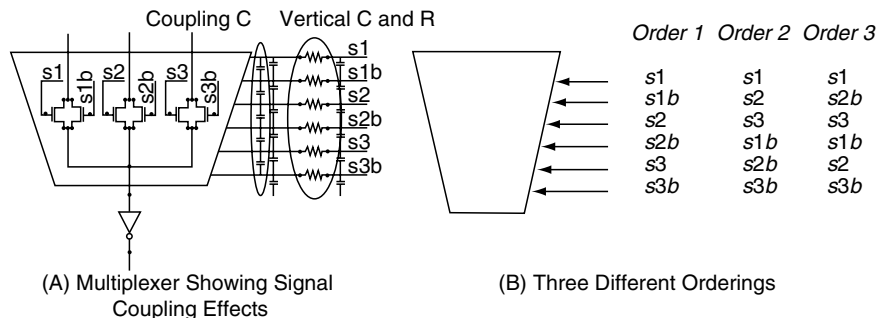 Coupling C Vertical C and R
s1
s1b
s2
s2b
s3
s3b
s1 s1b s2 s2b s3 s3b
(A) Multiplexer Showing Signal
Coupling Effects
Order 1 Order 2 Order 3
s1 s1 s1
s1b s2 s2b
s2 s3 s3
s2b s1b s1b
s3 s2b s2
s3b s3b s3b
(B) Three Different Orderings